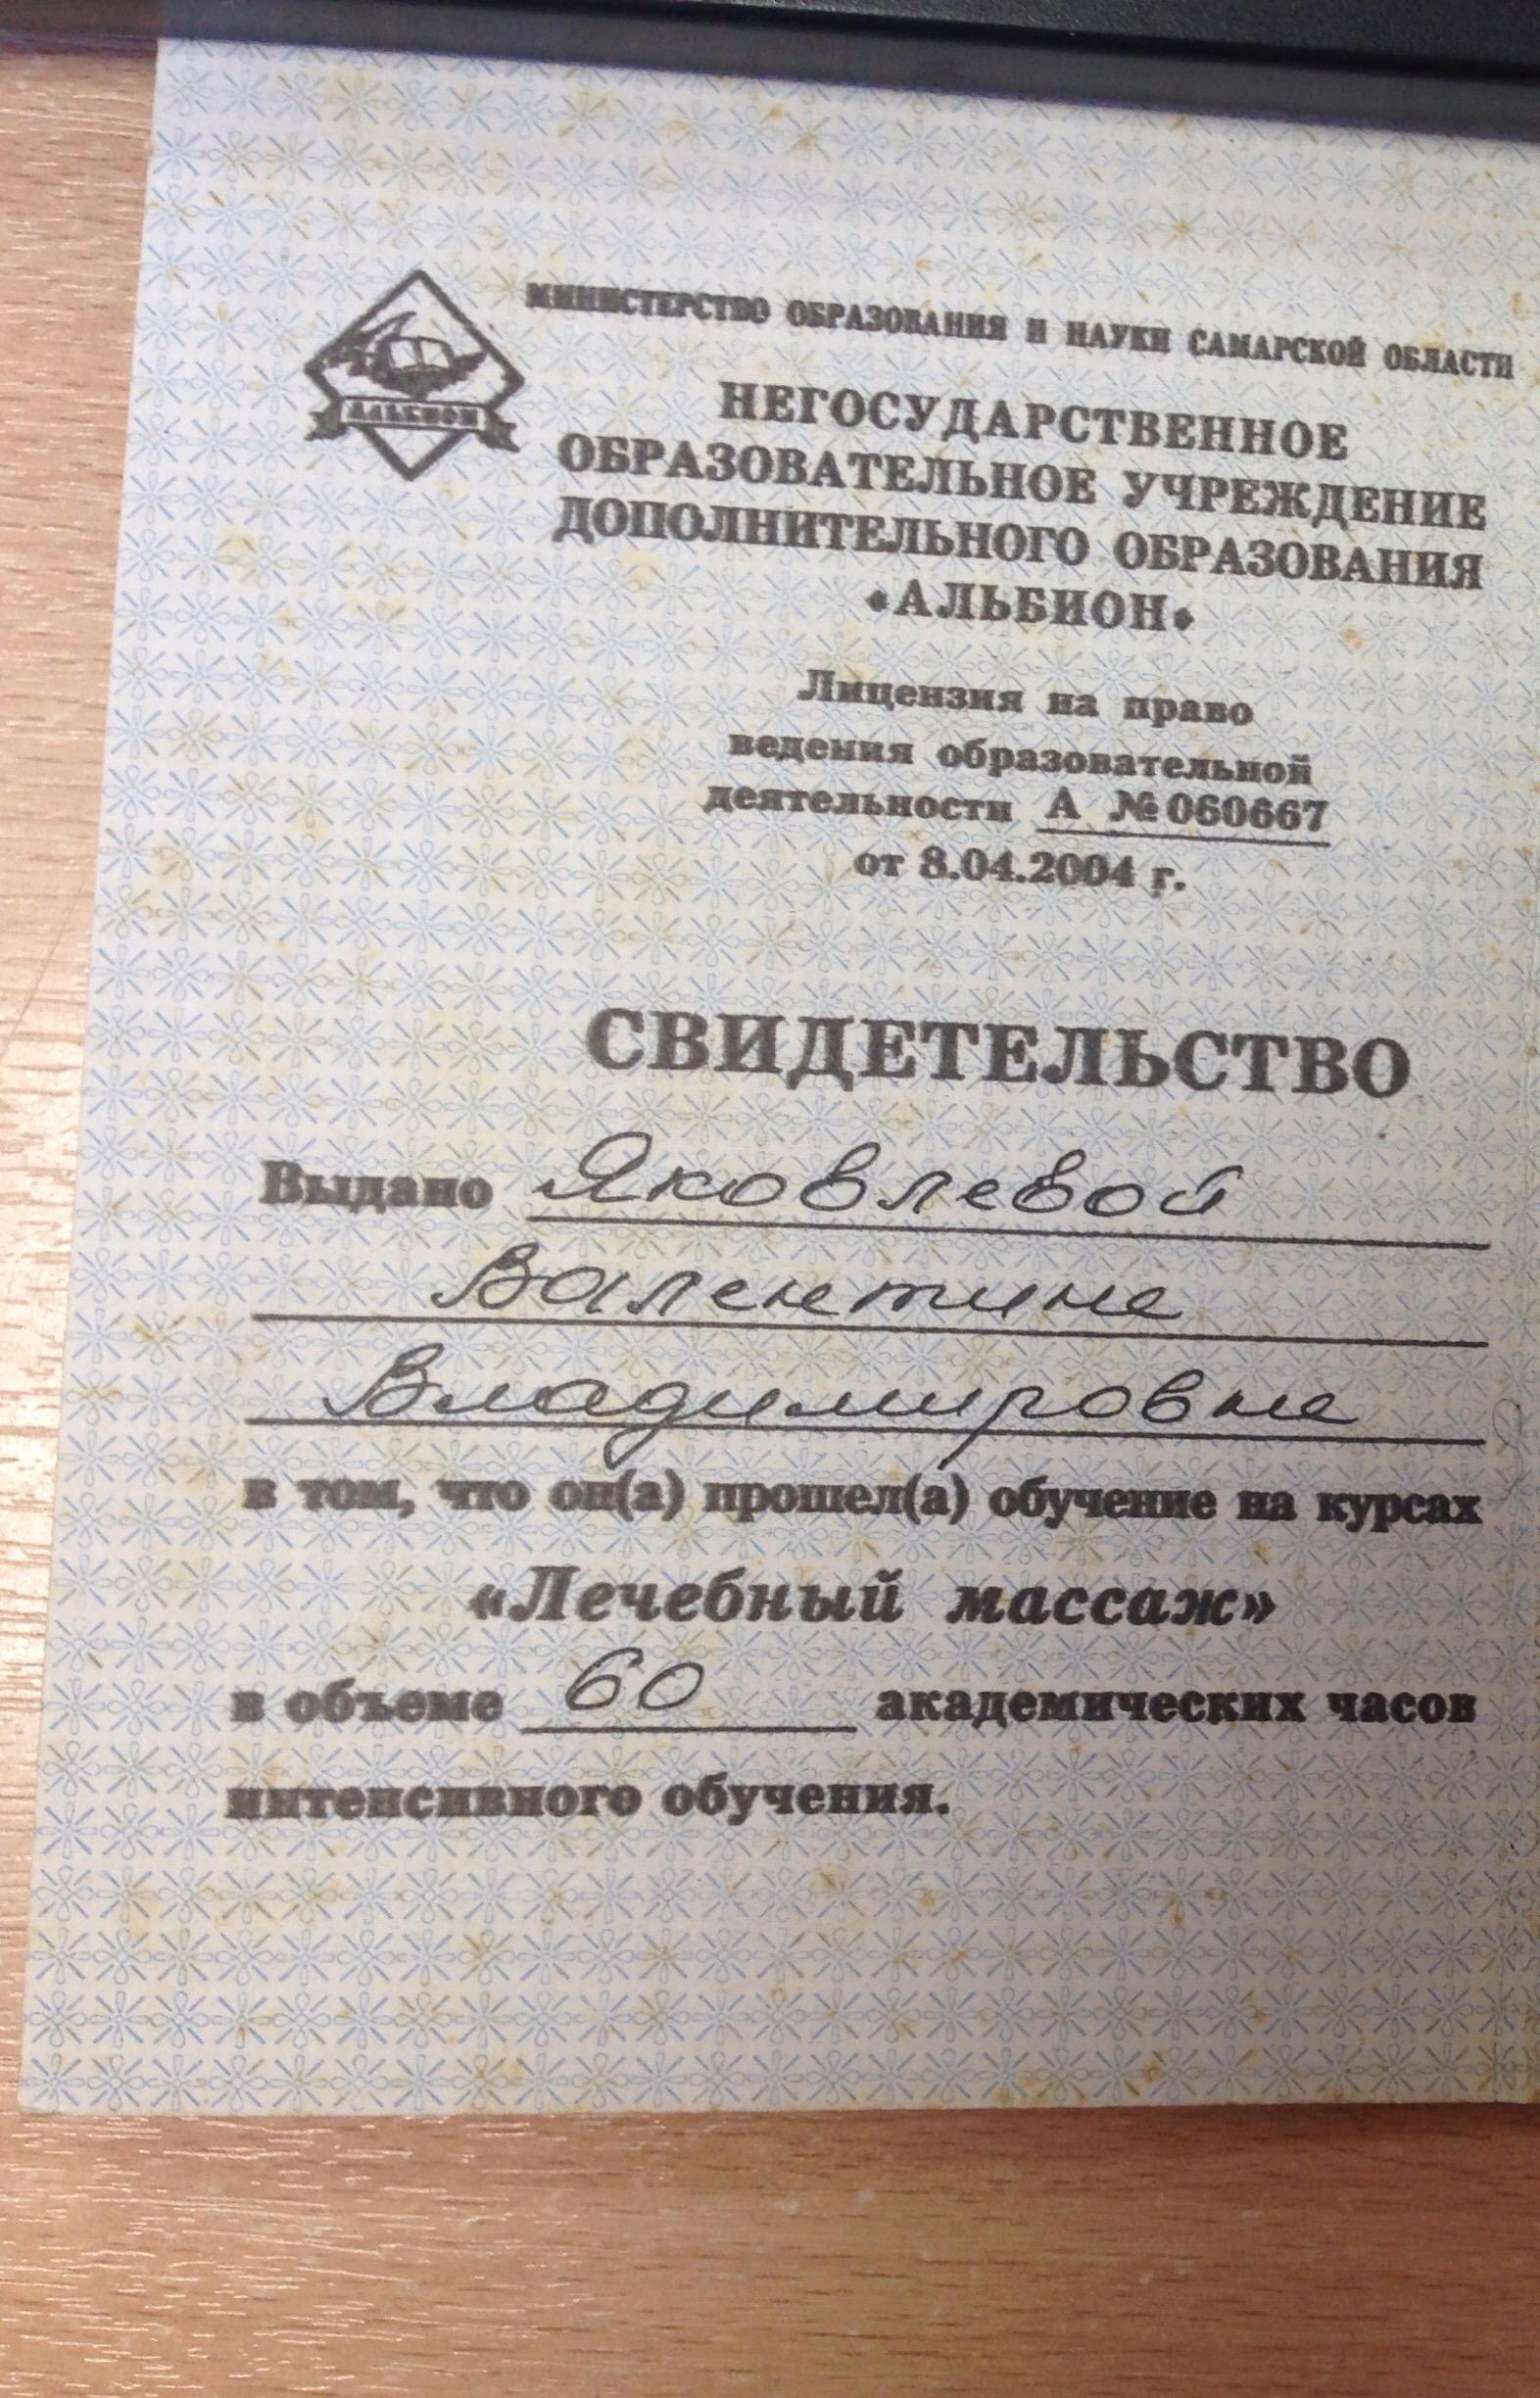 МИНИСТЕРСТВО ОБРАЗОВАНИЯ И НАУКИ САМАРСКОЙ ОБЛАСТИ
АЛЬБИОН
НЕГОСУДАРСТВЕННОЕ
ОБРАЗОВАТЕЛЬНОЕ УЧРЕЖДЕНИЕ
ДОПОЛНИТЕЛЬНОГО ОБРАЗОВАНИЯ
«АЛЬБИОН»
Лицензия на право
ведения образовательной
деятельности А №060667
от 8.04.2004 г.
СВИДЕТЕЛЬСТВО
Выдано Яковлевой
Валентине
Владимировне
в том, что он(а) прошел(а) обучение на курсах
«Лечебный массаж»
в объеме 60 академических часов
интенсивного обучения.